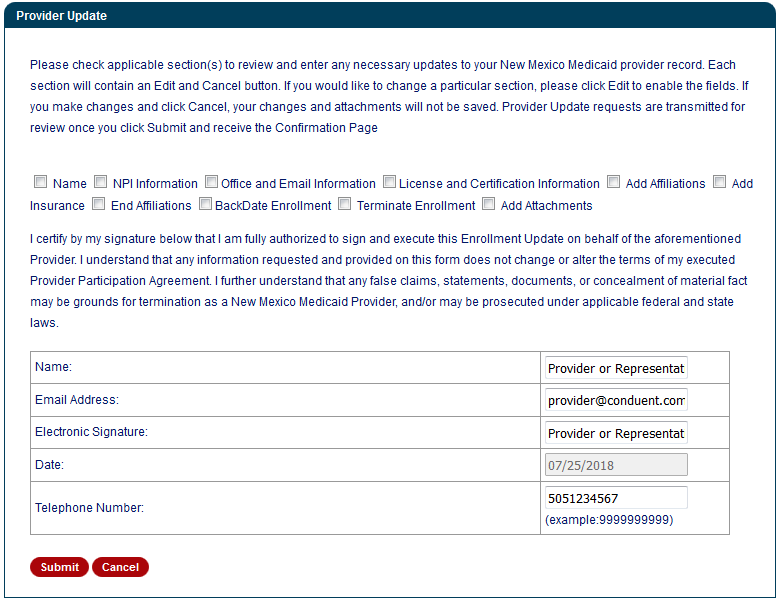 Provider Update
Please check applicable section(s) to review and enter any necessary updates to your New Mexico Medicaid provider record. Each
section will contain an Edit and Cancel button. If you would like to change a particular section, please click Edit to enable the fields. If
you make changes and click Cancel, your changes and attachments will not be saved. Provider Update requests are transmitted for
review once you click Submit and receive the Confirmation Page
Name NPI Information Office and Email Information License and Certification Information Add Affiliations Add
Insurance End Affiliations BackDate Enrollment Terminate Enrollment Add Attachments
I certify by my signature below that I am fully authorized to sign and execute this Enrollment Update on behalf of the aforementioned
Provider. I understand that any information requested and provided on this form does not change or alter the terms of my executed
Provider Participation Agreement. I further understand that any false claims, statements, documents, or concealment of material fact
may be grounds for termination as a New Mexico Medicaid Provider, and/or may be prosecuted under applicable federal and state
laws.
Name: Provider or Representat
Email Address: provider@conduent.com
Electronic Signature: Provider or Representat
Date: 07/25/2018
Telephone Number: 5051234567
(example:9999999999)
Submit Cancel